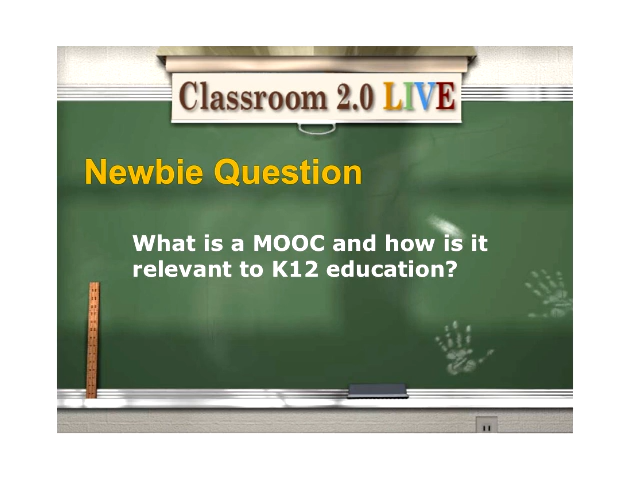 Classroom 2.0 LIVE
Newbie Question
What is a MOOC and how is it
relevant to K12 education?